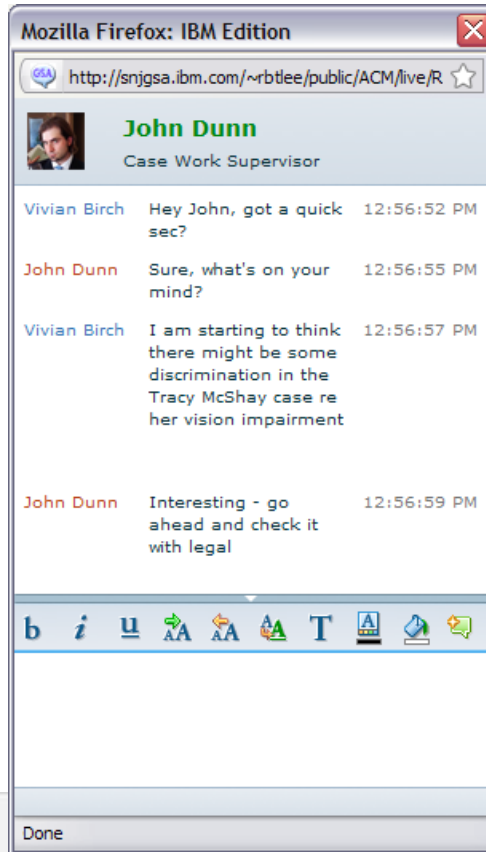 Mozilla Firefox: IBM Edition
GSA http://snjgsa.ibm.com/~rbtlee/public/ACM/live/R
John Dunn
Case Work Supervisor
Vivian Birch Hey John, got a quick 12:56:52 PM
sec?
John Dunn Sure, what's on your 12:56:55 PM
mind?
Vivian Birch I am starting to think 12:56:57 PM
there might be some
discrimination in the
Tracy McShay case re
her vision impairment
John Dunn Interesting - go 12:56:59 PM
ahead and check it
with legal
b i u AA AA AA T A
Done